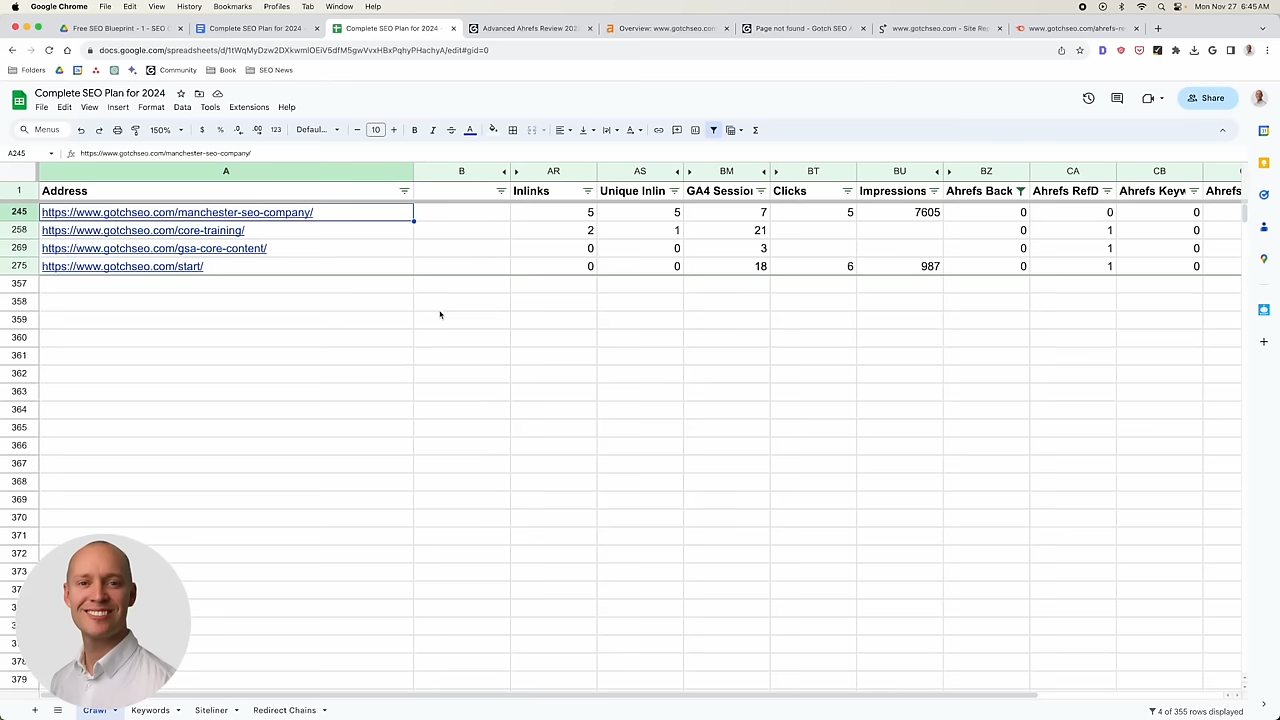 Google Chrome File Edit View History Bookmarks Profiles Tab Window Help Mon Nov 27 6:45AM
Free SEO Blueprint - 1 - SEO Complete SEO Plan for 2024 Complete SEO Plan for 2024 Advanced Ahrefs Review 202 Overview: www.gotchseo.com Page not found - Gotch SEO A www.gotchseo.com - Site Re www.gotchseo.com/ahrefs-re
docs.google.com/spreadsheets/d/1tWqMyDzw2DXkwmlOEiV5dfM5gwVvxHBxPqhyPHachyA/edit#gid=0
Folders Community Book SEO News
Complete SEO Plan for 2024
File Edit View Insert Format Data Tools Extensions Help
Share
Menus 150% $ % .0 .00 123 Defaul... 10 B I A
A245 fx https://www.gotchseo.com/manchester-seo-company/
A B AR AS BM BT BU BZ CA CB
1 Address Inlinks Unique Inlin GA4 Session Clicks Impressions Ahrefs Back Ahrefs RefD Ahrefs Keyw Ahrefs
245 https://www.gotchseo.com/manchester-seo-company/ 5 5 7 5 7605 0 0 0
258 https://www.gotchseo.com/core-training/ 2 1 21 0 1 0
269 https://www.gotchseo.com/gsa-core-content/ 0 0 3 0 1 0
275 https://www.gotchseo.com/start/ 0 0 18 6 987 0 1 0
357
358
359
360
361
362
363
364
365
366
367
368
369
370
371
372
373
378
379
Crawl Keywords Siteliner Redirect Chains 4 of 355 rows displayed